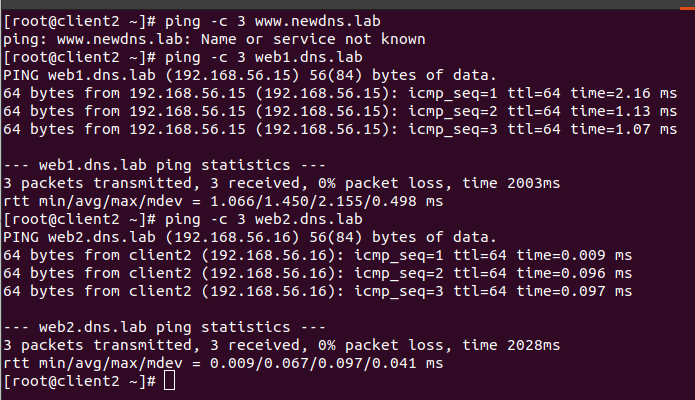 [root@client2 ~]# ping -c 3 www.newdns.lab
ping: www.newdns.lab: Name or service not known
[root@client2 ~]# ping -c 3 web1.dns.lab
PING web1.dns.lab (192.168.56.15) 56(84) bytes of data.
64 bytes from 192.168.56.15 (192.168.56.15): icmp_seq=1 ttl=64 time=2.16 ms
64 bytes from 192.168.56.15 (192.168.56.15): icmp_seq=2 ttl=64 time=1.13 ms
64 bytes from 192.168.56.15 (192.168.56.15): icmp_seq=3 ttl=64 time=1.07 ms

--- web1.dns.lab ping statistics ---
3 packets transmitted, 3 received, 0% packet loss, time 2003ms
rtt min/avg/max/mdev = 1.066/1.450/2.155/0.498 ms
[root@client2 ~]# ping -c 3 web2.dns.lab
PING web2.dns.lab (192.168.56.16) 56(84) bytes of data.
64 bytes from client2 (192.168.56.16): icmp_seq=1 ttl=64 time=0.009 ms
64 bytes from client2 (192.168.56.16): icmp_seq=2 ttl=64 time=0.096 ms
64 bytes from client2 (192.168.56.16): icmp_seq=3 ttl=64 time=0.097 ms

--- web2.dns.lab ping statistics ---
3 packets transmitted, 3 received, 0% packet loss, time 2028ms
rtt min/avg/max/mdev = 0.009/0.067/0.097/0.041 ms
[root@client2 ~]#